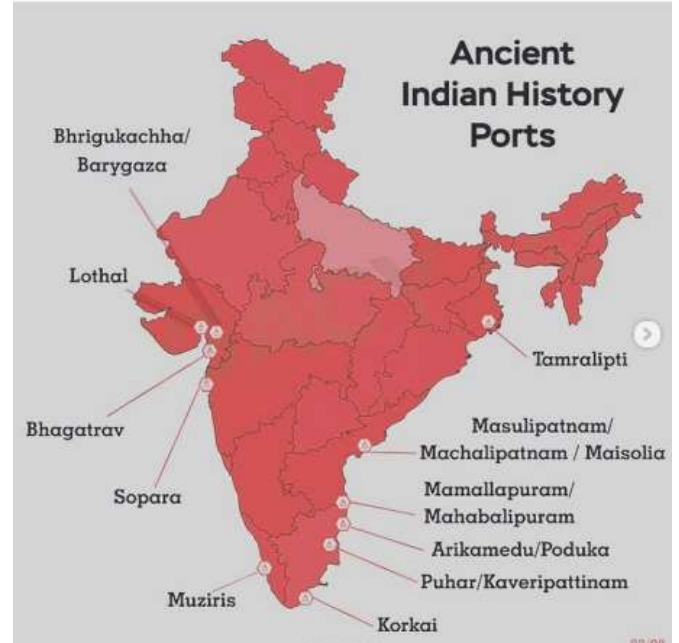 Ancient
Indian History
Ports
Bhrigukachha/
Barygaza
Lothal
Bhagatrav
Sopara
Muziris
Tamralipti
Masulipatnam/
Machalipatnam / Maisolia
Mamallapuram/
Mahabalipuram
Arikamedu/Poduka
Puhar/Kaveripattinam
Korkai